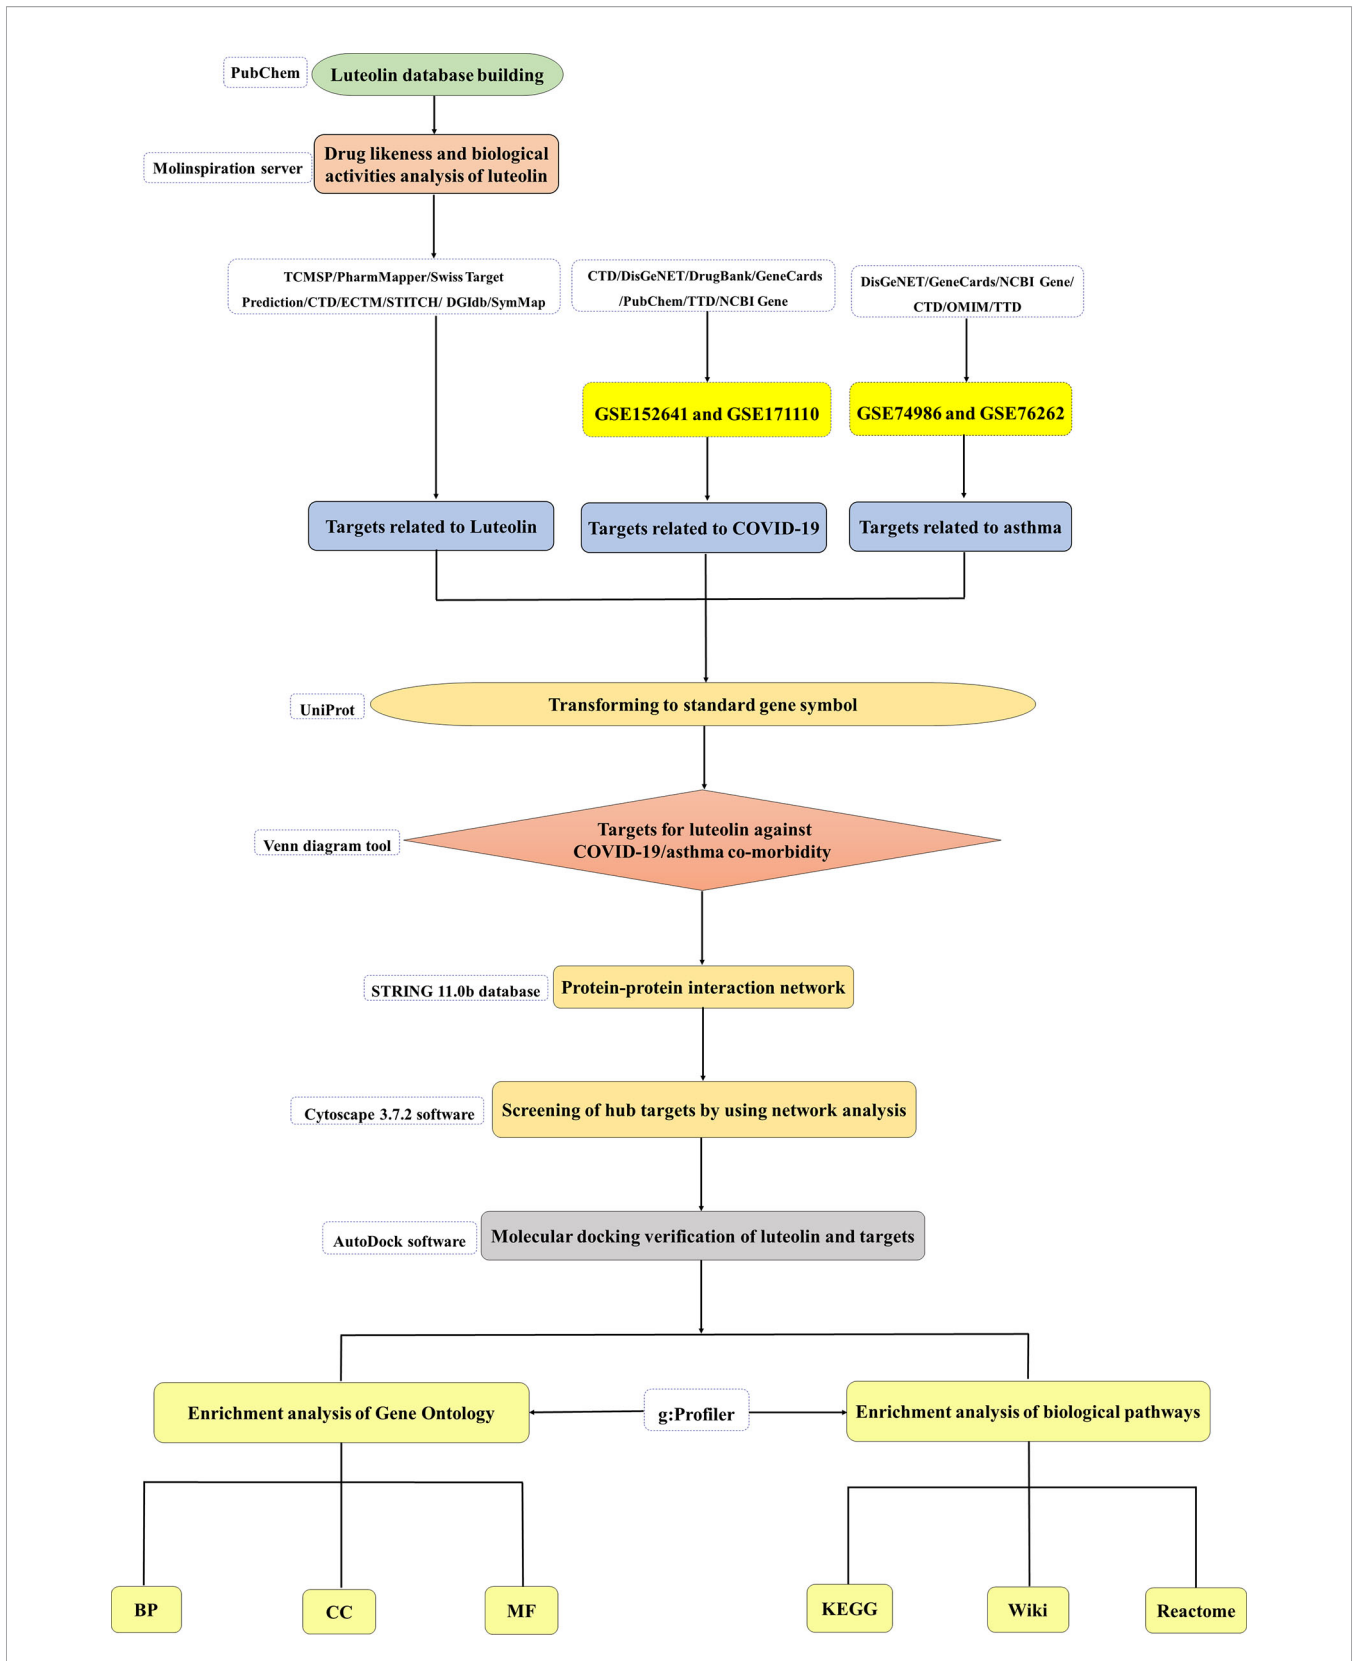 PubChem
Luteolin database building
Molinspiration server
Drug likeness and biological
activities analysis of luteolin
TCMSP/PharmMapper/Swiss Target
Prediction/CTD/ECTM/STITCH/ DGIdb/SymMap
CTD/DisGeNET/DrugBank/GeneCards
/PubChem/TTD/NCBI Gene
DisGeNET/GeneCards/NCBI Gene/
CTD/OMIM/TTD
GSE152641 and GSE171110
GSE74986 and GSE76262
Targets related to Luteolin
Targets related to COVID-19
Targets related to asthma
UniProt
Transforming to standard gene symbol
Venn diagram tool
Targets for luteolin against
COVID-19/asthma co-morbidity
STRING 11.0b database
Protein-protein interaction network
Cytoscape 3.7.2 software
Screening of hub targets by using network analysis
AutoDock software
Molecular docking verification of luteolin and targets
Enrichment analysis of Gene Ontology
g:Profiler
Enrichment analysis of biological pathways
BP
CC
MF
KEGG
Wiki
Reactome